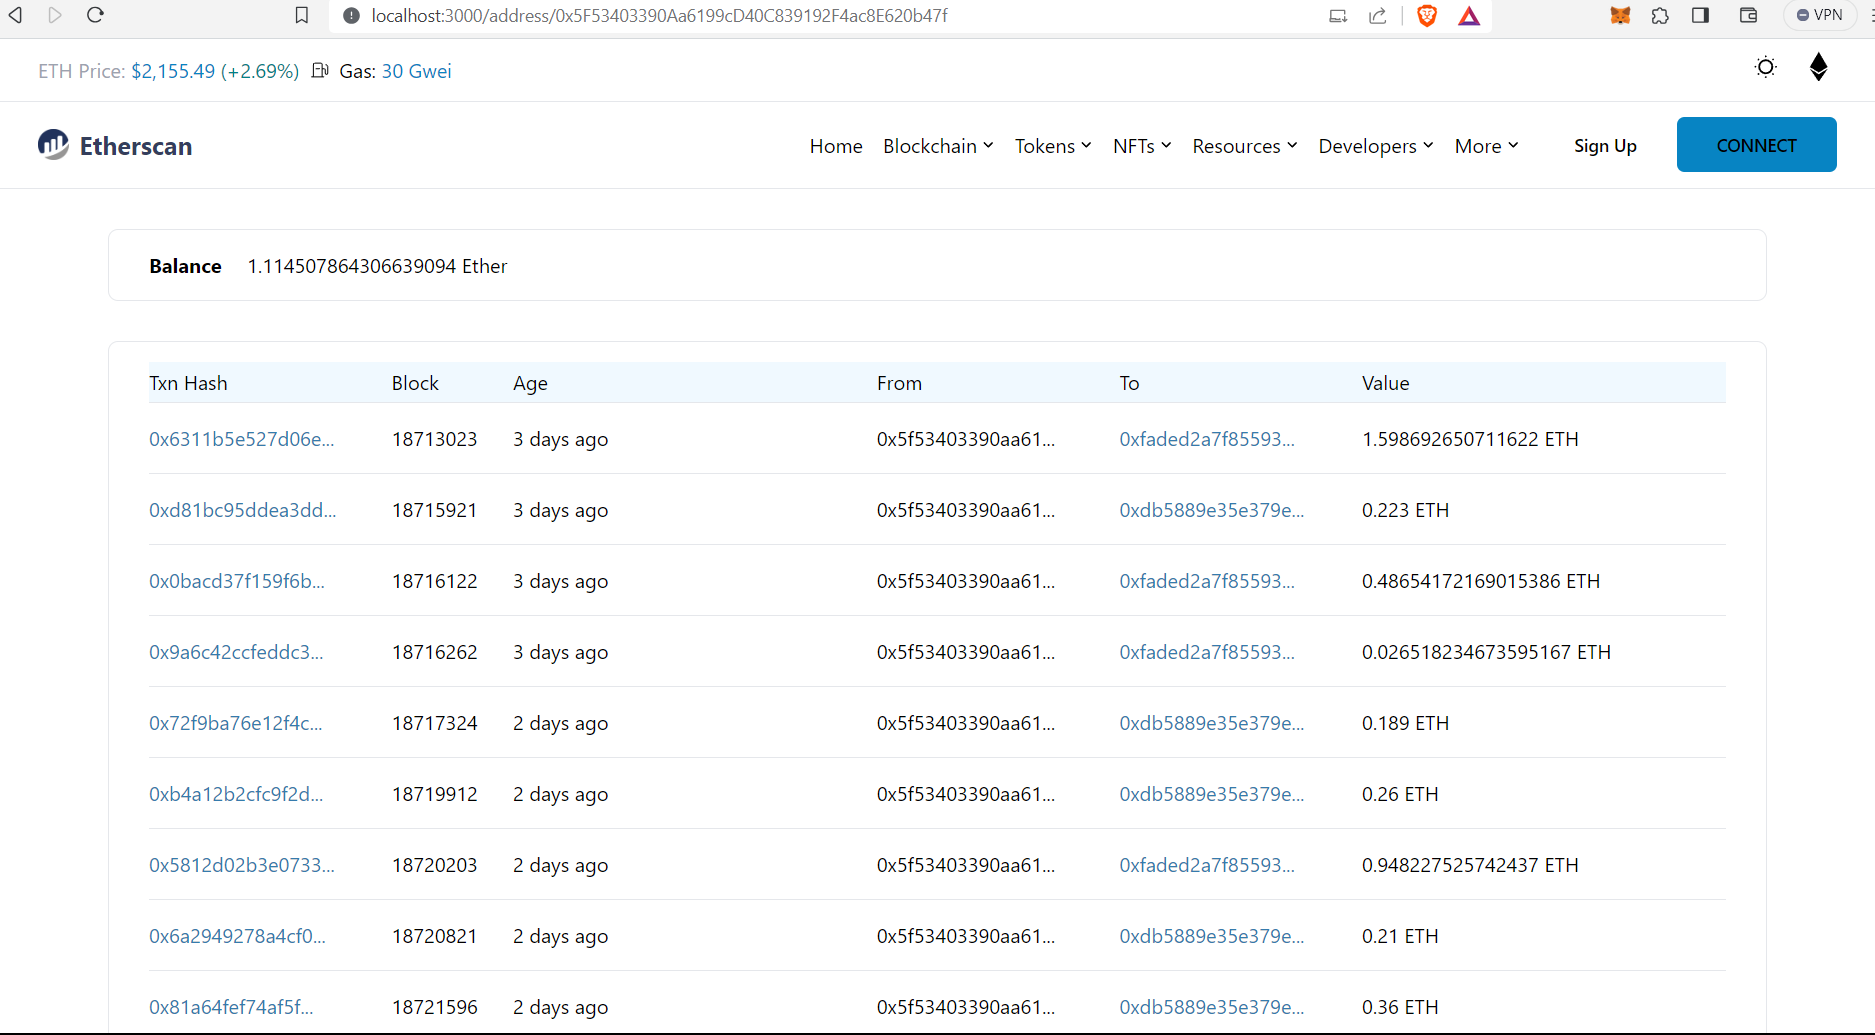 localhost:3000/address/0x5F53403390Aa6199cD40C839192F4ac8E620b47f VPN
ETH Price: $2,155.49 (+2.69%) Gas: 30 Gwei
Etherscan Home Blockchain Tokens NFTs Resources Developers More Sign Up CONNECT
Balance 1.114507864306639094 Ether
Txn Hash Block Age From To Value
0x6311b5e527d06e... 18713023 3 days ago 0x5f53403390aa61... 0xfaded2a7f85593... 1.598692650711622 ETH
0xd81bc95ddea3dd... 18715921 3 days ago 0x5f53403390aa61... 0xdb5889e35e379e... 0.223 ETH
0x0bacd37f159f6b... 18716122 3 days ago 0x5f53403390aa61... 0xfaded2a7f85593... 0.48654172169015386 ETH
0x9a6c42ccfeddc3... 18716262 3 days ago 0x5f53403390aa61... 0xfaded2a7f85593... 0.026518234673595167 ETH
0x72f9ba76e12f4c... 18717324 2 days ago 0x5f53403390aa61... 0xdb5889e35e379e... 0.189 ETH
0xb4a12b2cfc9f2d... 18719912 2 days ago 0x5f53403390aa61... 0xdb5889e35e379e... 0.26 ETH
0x5812d02b3e0733... 18720203 2 days ago 0x5f53403390aa61... 0xfaded2a7f85593... 0.948227525742437 ETH
0x6a2949278a4cf0... 18720821 2 days ago 0x5f53403390aa61... 0xdb5889e35e379e... 0.21 ETH
0x81a64fef74af5f... 18721596 2 days ago 0x5f53403390aa61... 0xdb5889e35e379e... 0.36 ETH